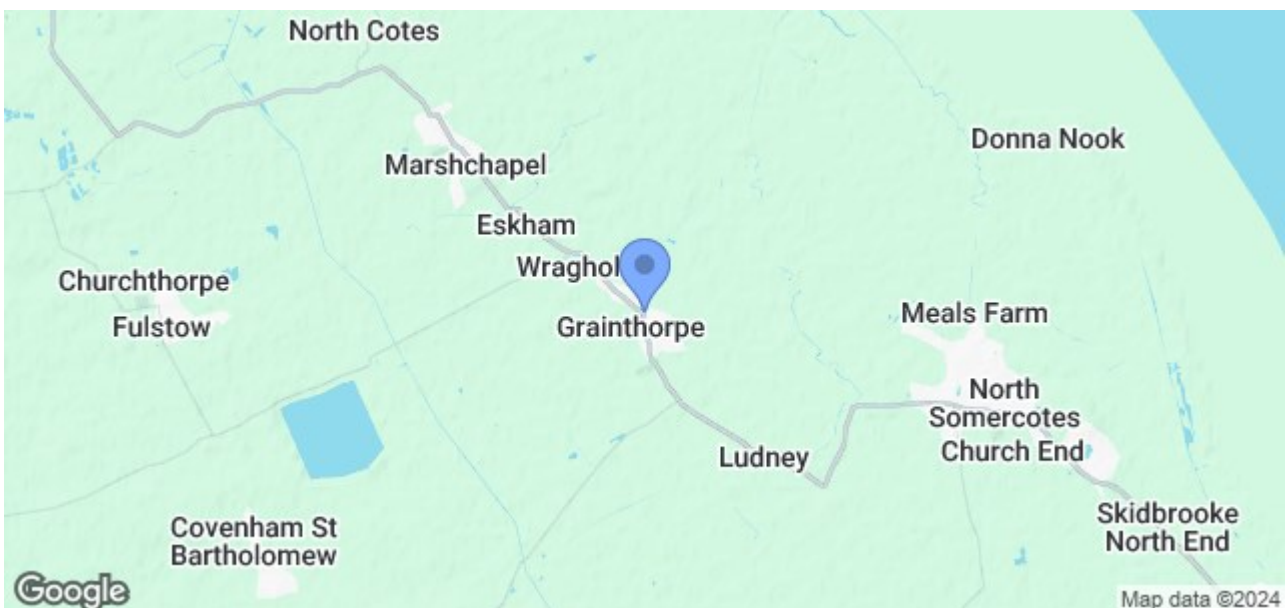 North Cotes
Donna Nook
Marshchapel
Eskham
Wraghol
Churchthorpe
Fulstow
Grainthorpe
Meals Farm
North
Somercotes
Church End
Ludney
Covenham St
Bartholomew
Skidbrooke
North End
Google
Map data ©2024